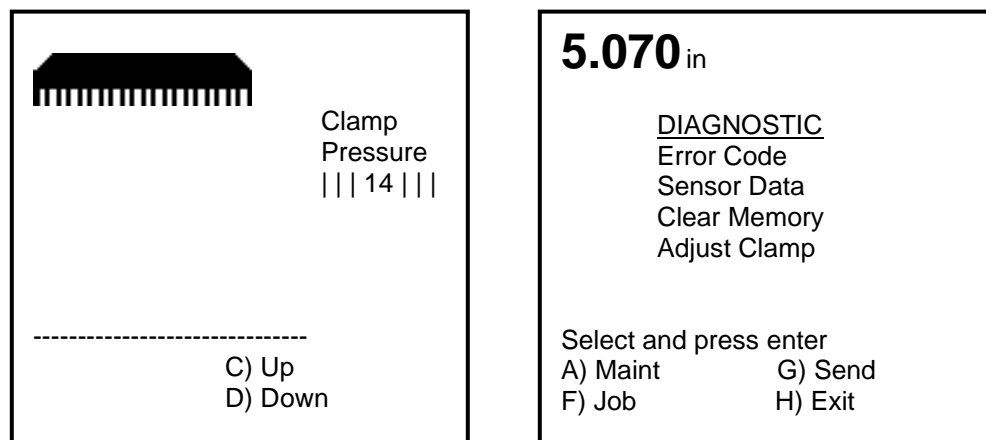 Clamp
Pressure
| | | 14 | | |
------------------------------
C) Up
D) Down
5.070 in
DIAGNOSTIC
Error Code
Sensor Data
Clear Memory
Adjust Clamp
Select and press enter
A) Maint G) Send
F) Job H) Exit